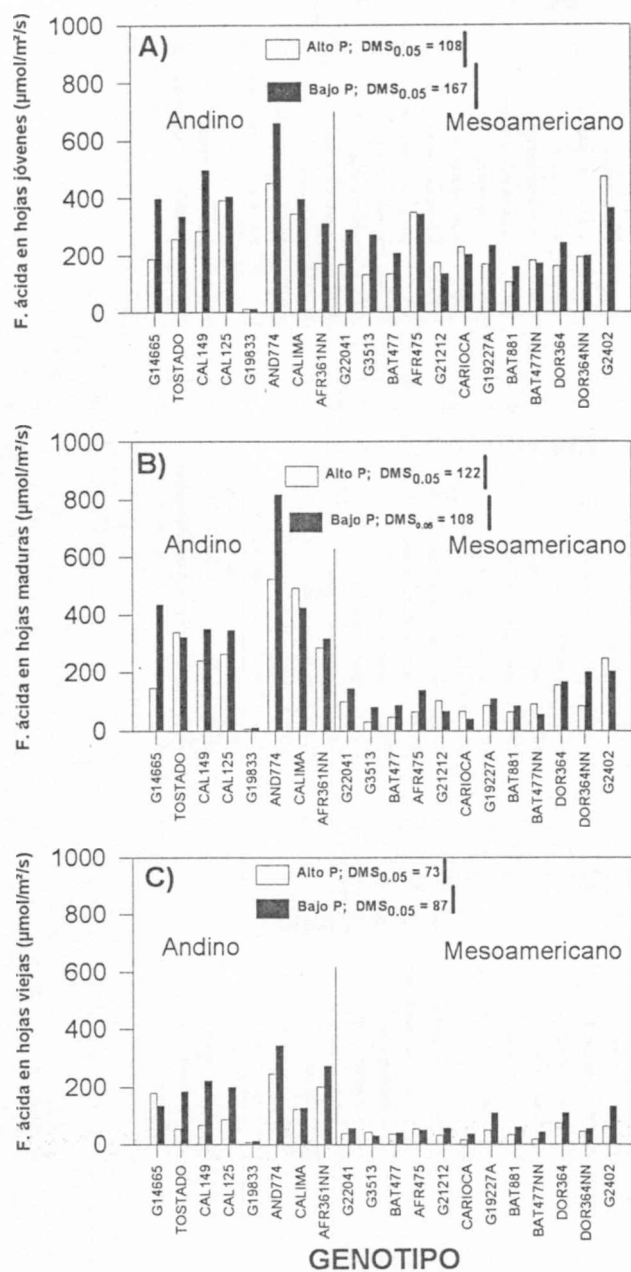 A)
Alto P; DMS0.05 = 108
Bajo P; DMS0.05 = 167
Andino
Mesoamericano
F. ácida en hojas jóvenes (µmol/m²/s)
1000
800
600
400
200
0
G14665
TOSTADO
CAL149
CAL125
G19833
AND774
CALIMA
AFR361NN
G22041
G3513
BAT477
AFR475
G21212
CARIOCA
G19227A
BAT881
BAT477NN
DOR364
DOR364NN
G2402
B)
Alto P; DMS0.05 = 122
Bajo P; DMS0.05 = 108
Andino
Mesoamericano
F. ácida en hojas maduras (µmol/m²/s)
1000
800
600
400
200
0
G14665
TOSTADO
CAL149
CAL125
G19833
AND774
CALIMA
AFR361NN
G22041
G3513
BAT477
AFR475
G21212
CARIOCA
G19227A
BAT881
BAT477NN
DOR364
DOR364NN
G2402
C)
Alto P; DMS0.05 = 73
Bajo P; DMS0.05 = 87
Andino
Mesoamericano
F. ácida en hojas viejas (µmol/m²/s)
1000
800
600
400
200
0
G14665
TOSTADO
CAL149
CAL125
G19833
AND774
CALIMA
AFR361NN
G22041
G3513
BAT477
AFR475
G21212
CARIOCA
G19227A
BAT881
BAT477NN
DOR364
DOR364NN
G2402
GENOTIPO